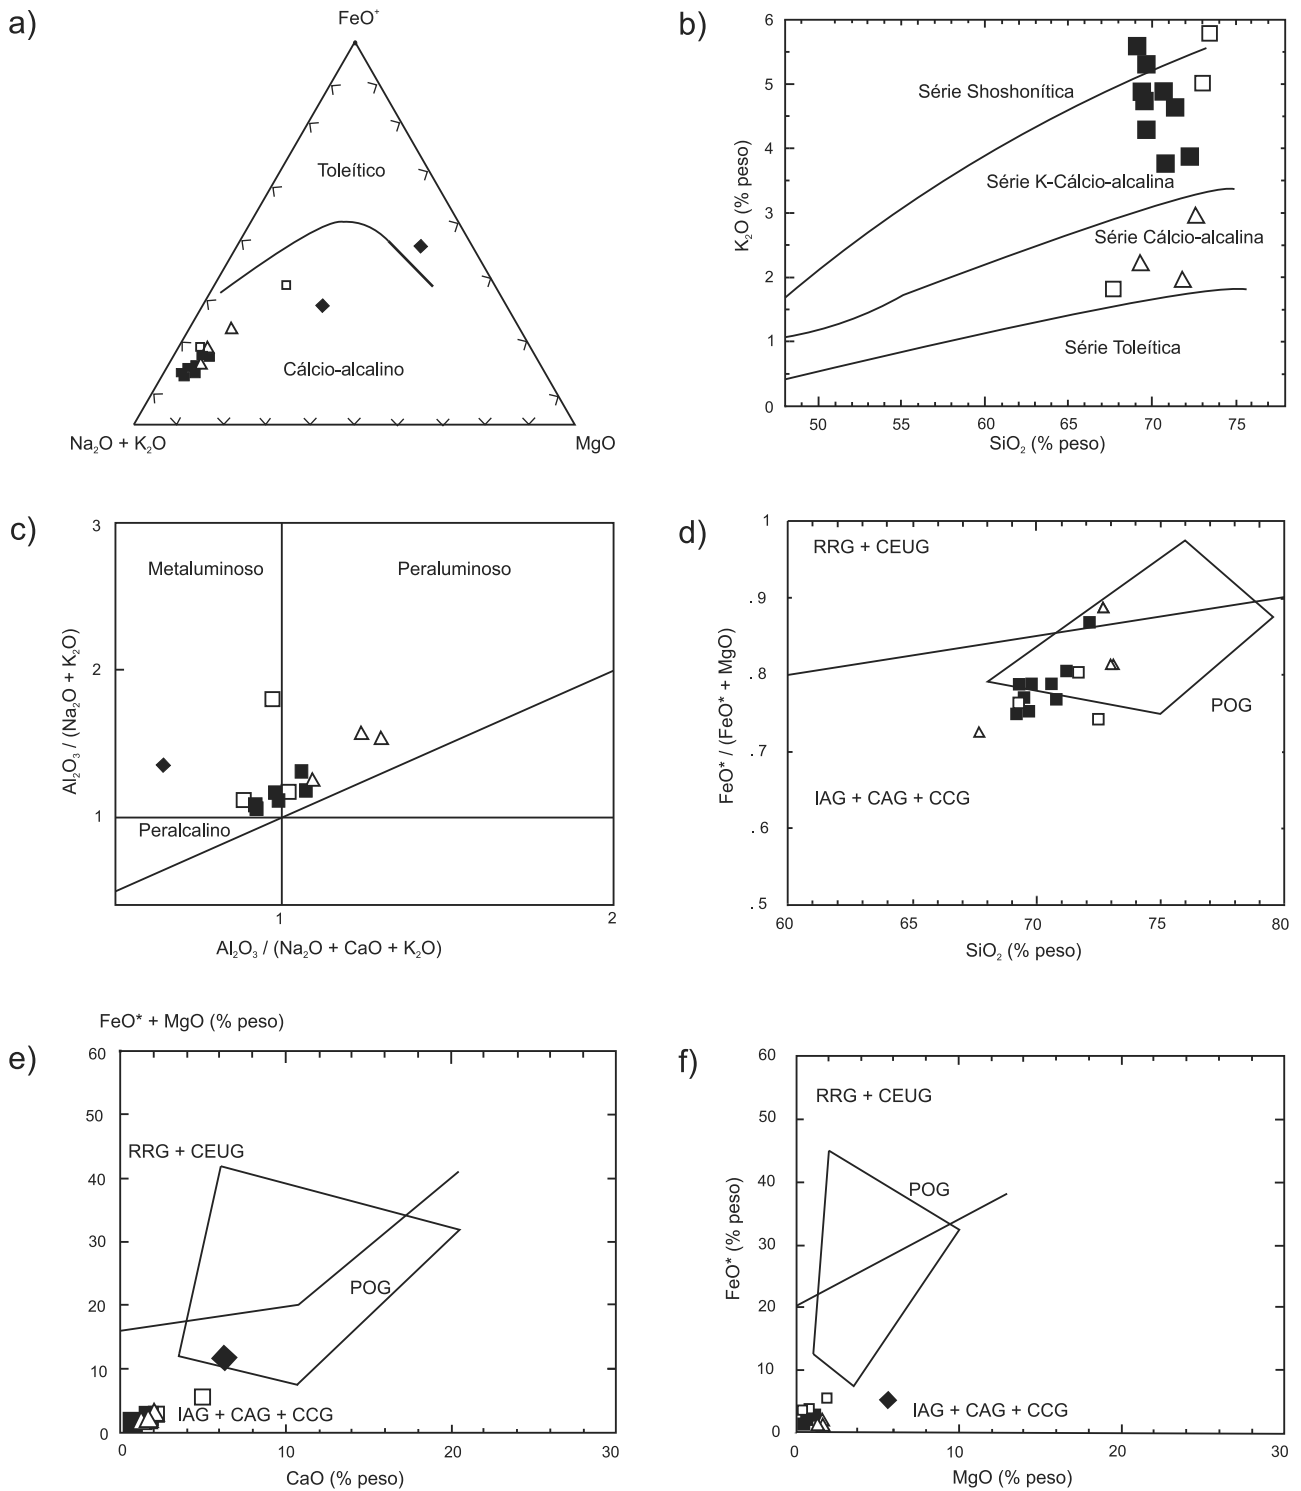 a)
FeO⁺
Toleítico
Cálcio-alcalino
Na₂O + K₂O
MgO
b)
6
5
4
3
2
1
0
K₂O (% peso)
Série Shoshonítica
Série K-Cálcio-alcalina
Série Cálcio-alcalina
Série Toleítica
50
55
60
65
70
75
SiO₂ (% peso)
c)
3
2
1
Al₂O₃ / (Na₂O + K₂O)
Metaluminoso
Peraluminoso
Peralcalino
1
2
Al₂O₃ / (Na₂O + CaO + K₂O)
d)
1
.9
.8
.7
.6
.5
FeO* / (FeO* + MgO)
RRG + CEUG
POG
IAG + CAG + CCG
60
65
70
75
80
SiO₂ (% peso)
e)
FeO* + MgO (% peso)
60
50
40
30
20
10
0
RRG + CEUG
POG
IAG + CAG + CCG
0
10
20
30
CaO (% peso)
f)
60
50
40
30
20
10
0
FeO* (% peso)
RRG + CEUG
POG
IAG + CAG + CCG
0
10
20
30
MgO (% peso)